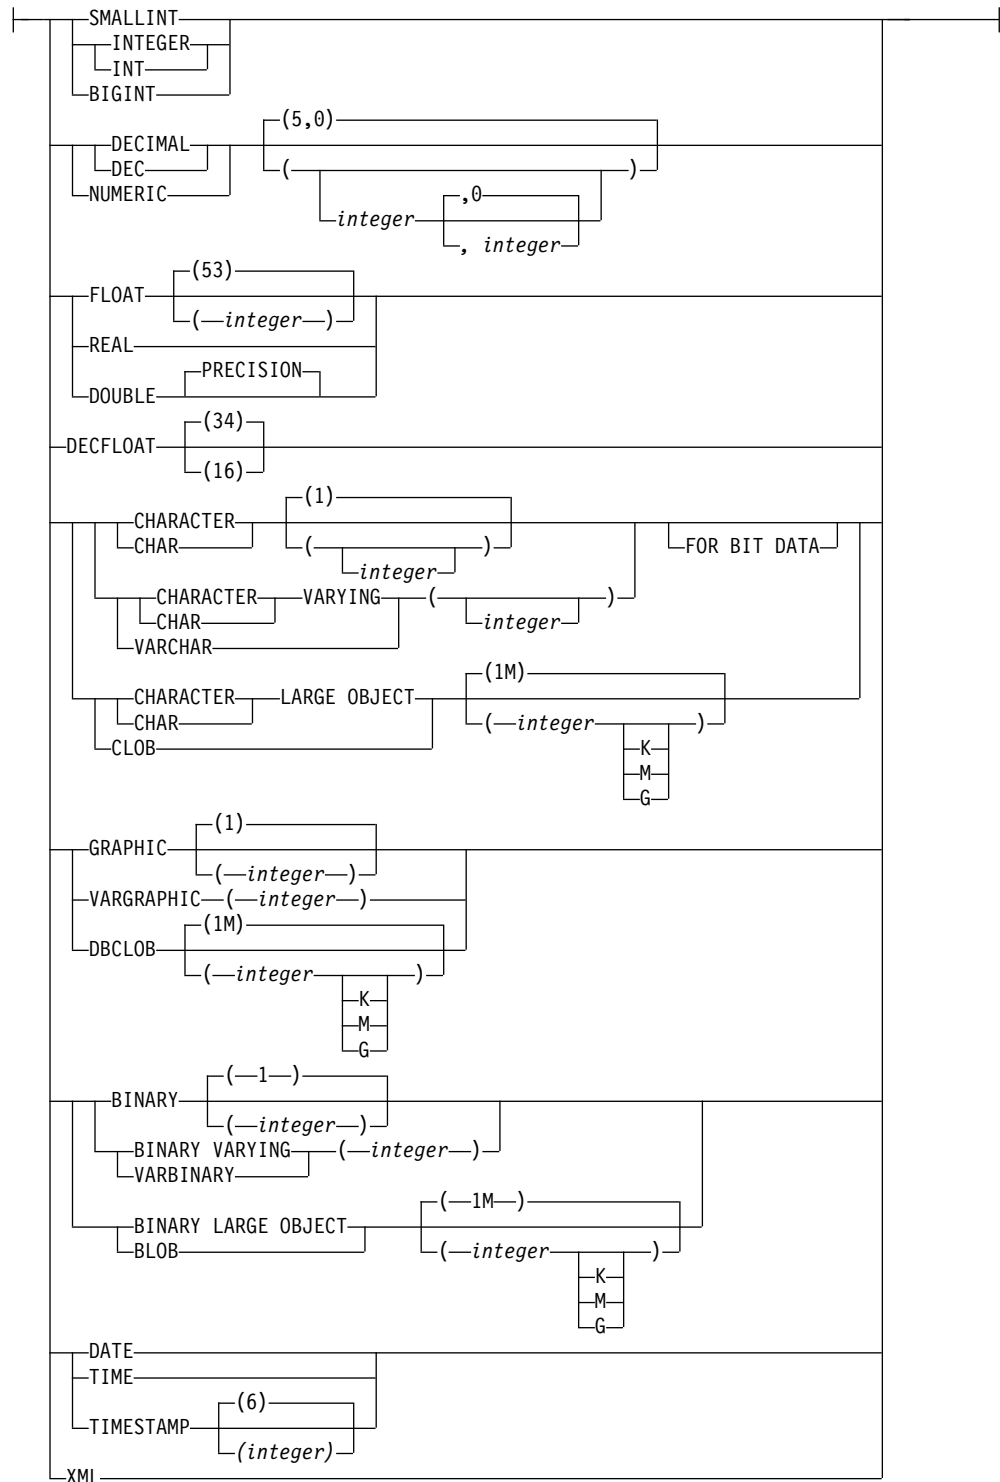 SMALLINT
INTEGER
INT
BIGINT
(5,0)
DECIMAL
DEC ( )
NUMERIC ,0
integer
, integer
(53)
FLOAT
( integer )
REAL
PRECISION
DOUBLE
(34)
DECFLOAT
(16)
(1)
CHARACTER
CHAR ( ) FOR BIT DATA
integer
CHARACTER VARYING ( )
CHAR integer
VARCHAR
(1M)
CHARACTER LARGE OBJECT
CHAR ( integer )
CLOB K
M
G
(1)
GRAPHIC
( integer )
VARGRAPHIC ( integer )
(1M)
DBCLOB
( integer )
K
M
G
( 1 )
BINARY
( integer )
BINARY VARYING ( integer )
VARBINARY
( 1M )
BINARY LARGE OBJECT
BLOB ( integer )
K
M
G
DATE
TIME
(6)
TIMESTAMP
(integer)
XML